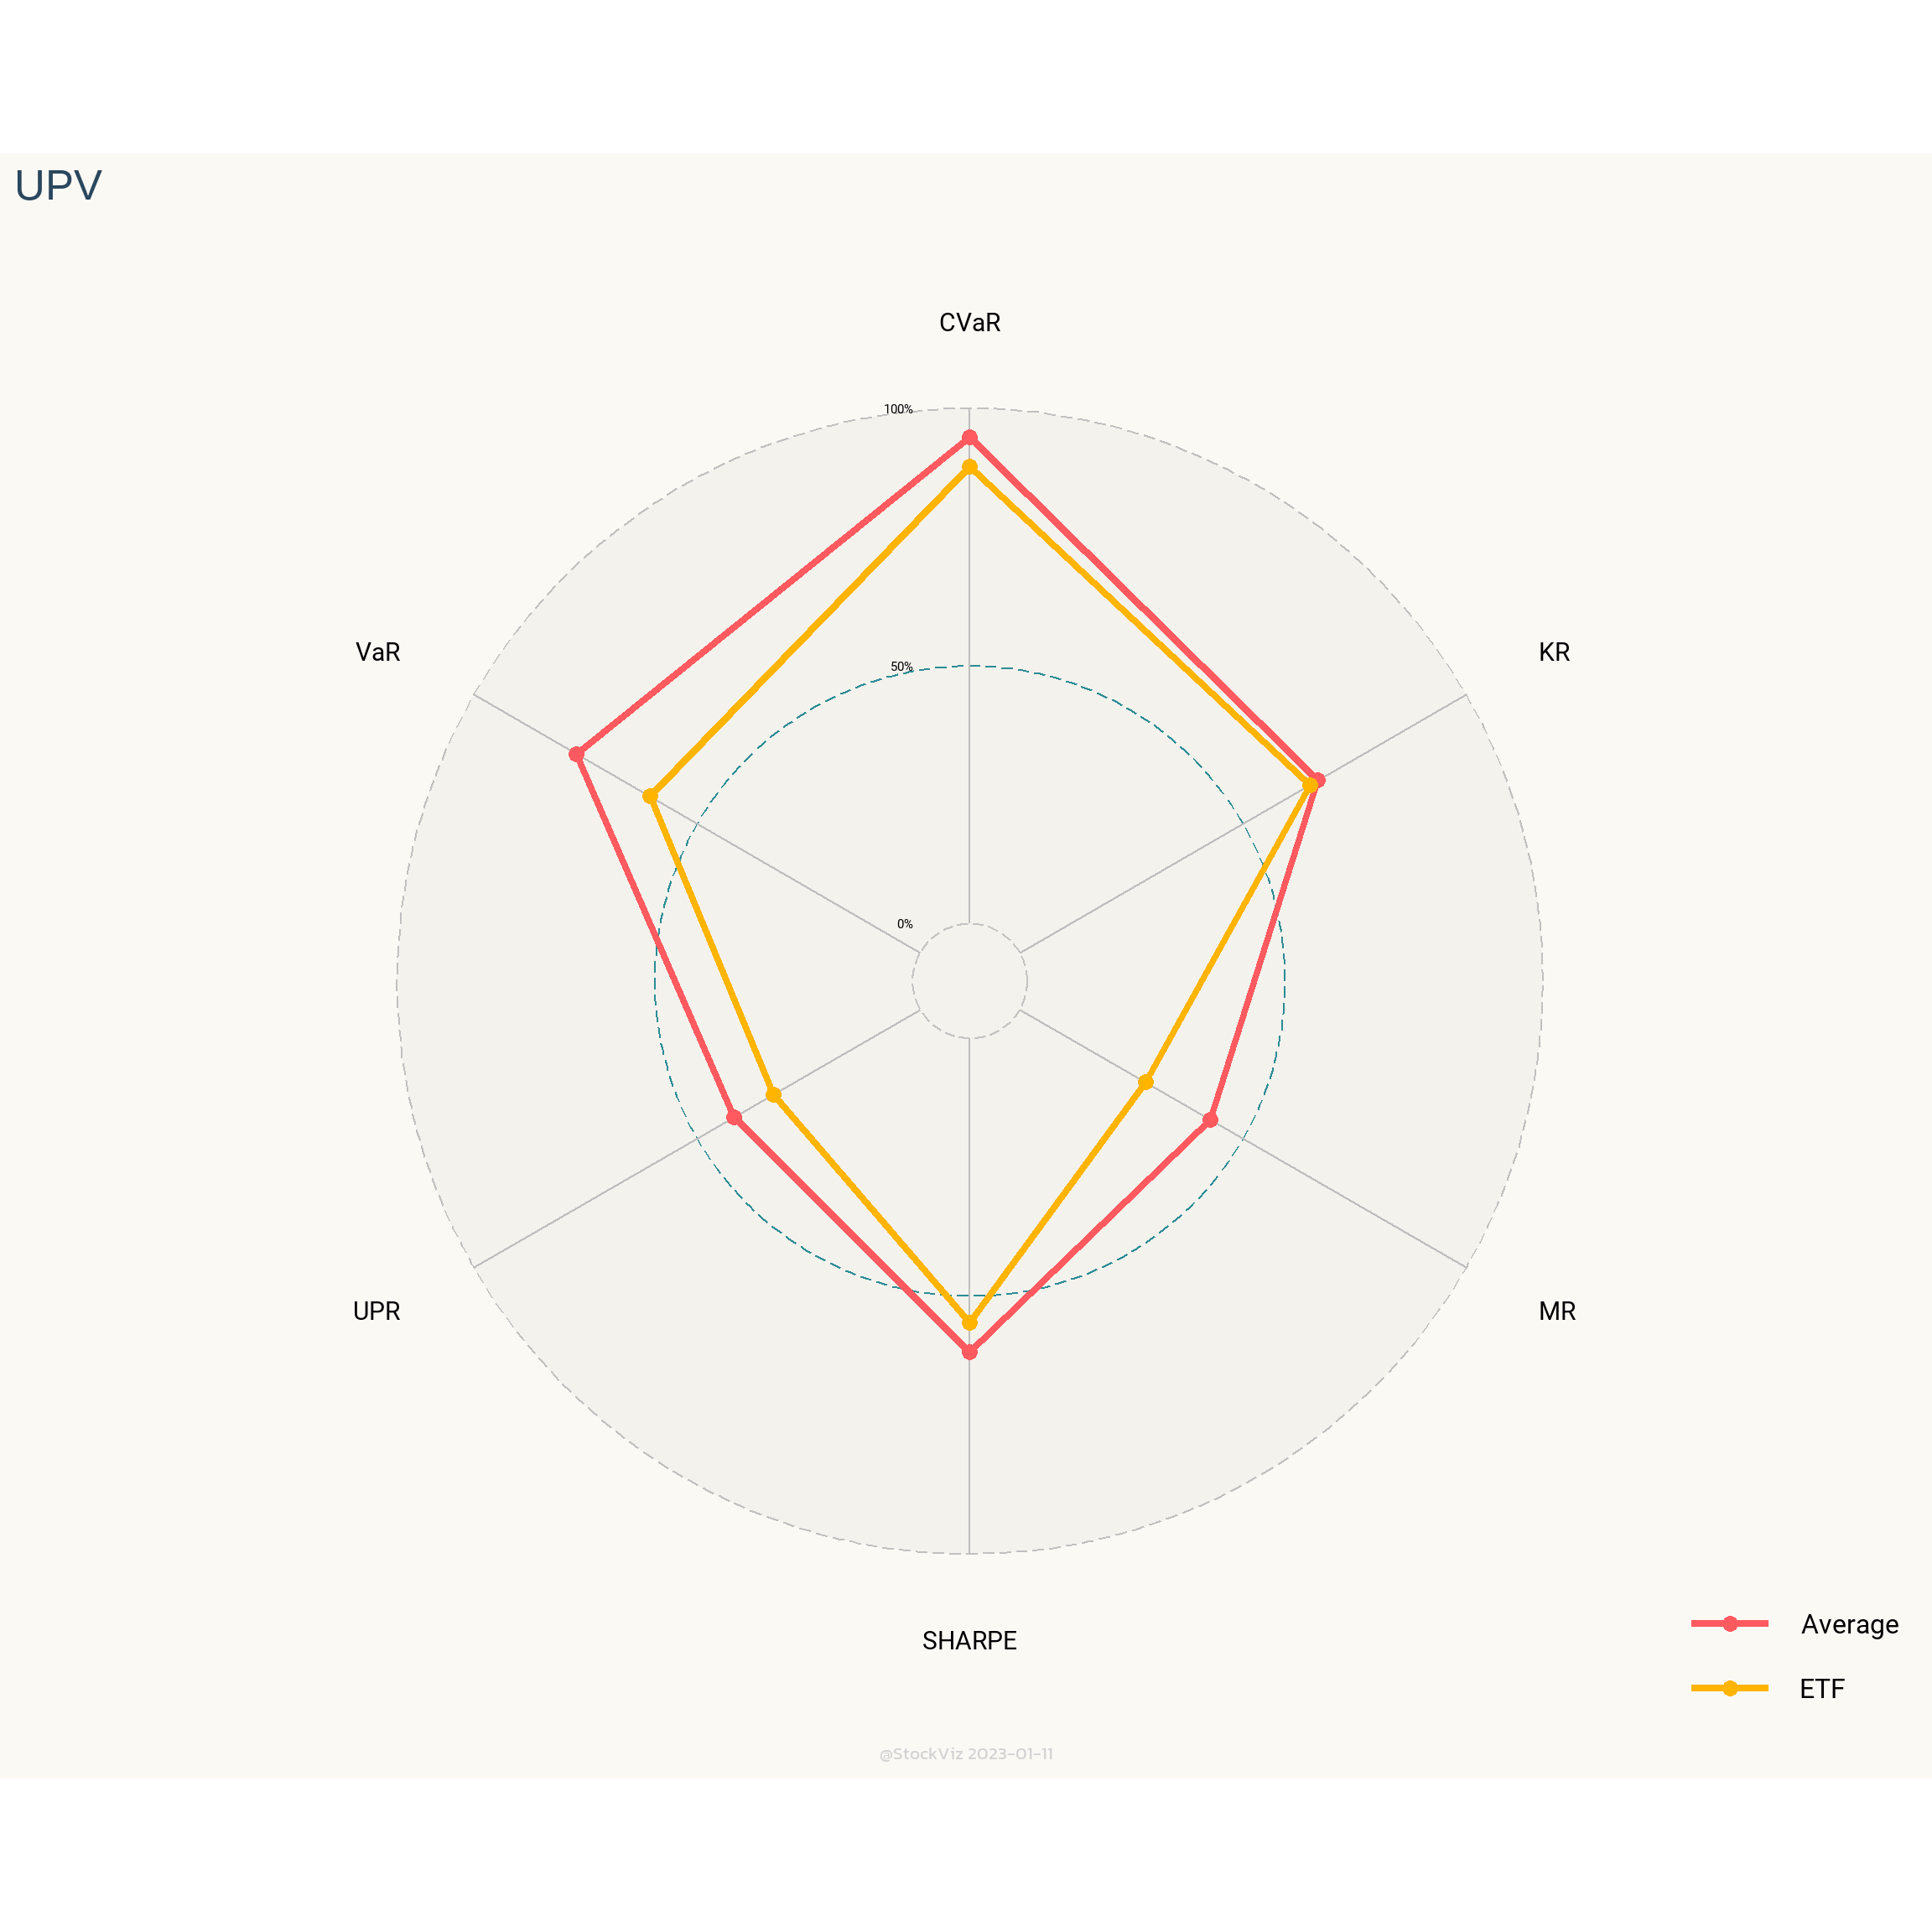 UPV
CVaR
100%
KR
VaR
50%
0%
UPR
MR
SHARPE
Average
ETF
@StockViz 2023-01-11